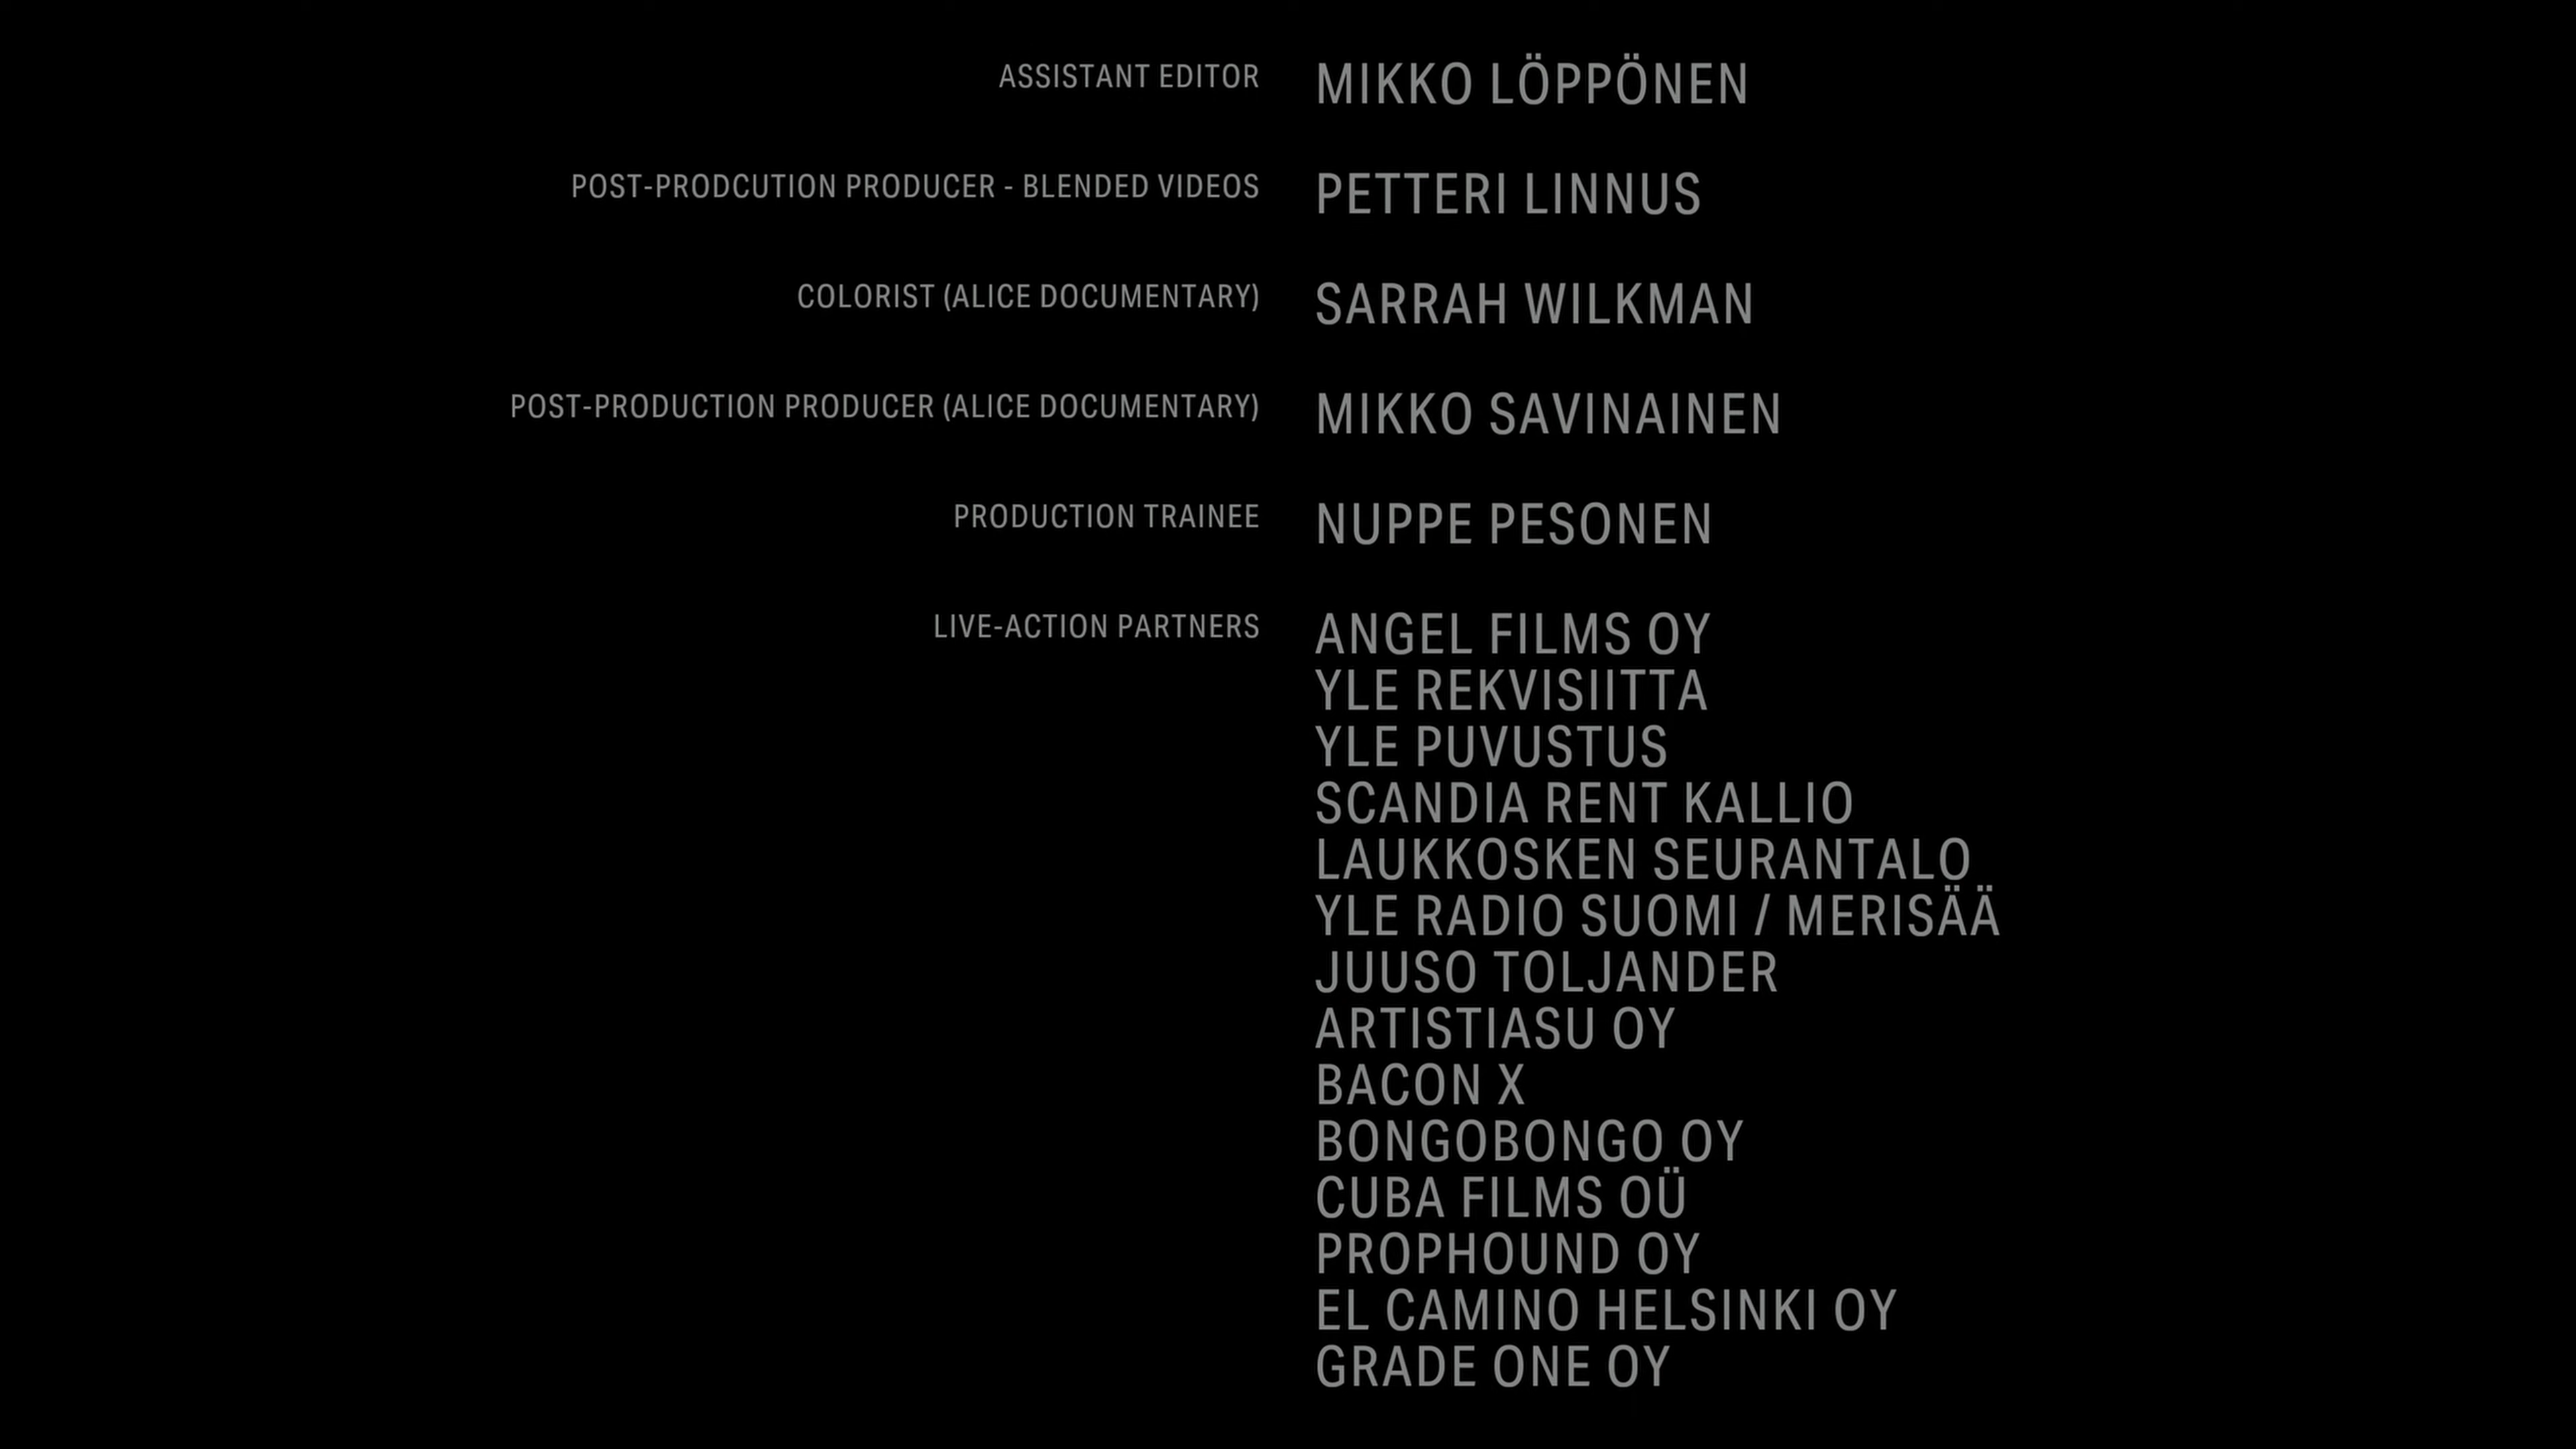 ASSISTANT EDITOR MIKKO LÖPPÖNEN
POST-PRODCUTION PRODUCER - BLENDED VIDEOS PETTERI LINNUS
COLORIST (ALICE DOCUMENTARY) SARRAH WILKMAN
POST-PRODUCTION PRODUCER (ALICE DOCUMENTARY) MIKKO SAVINAINEN
PRODUCTION TRAINEE NUPPE PESONEN
LIVE-ACTION PARTNERS ANGEL FILMS OY
YLE REKVISIITTA
YLE PUVUSTUS
SCANDIA RENT KALLIO
LAUKKOSKEN SEURANTALO
YLE RADIO SUOMI / MERISÄÄ
JUUSO TOLJANDER
ARTISTIASU OY
BACON X
BONGOBONGO OY
CUBA FILMS OÜ
PROPHOUND OY
EL CAMINO HELSINKI OY
GRADE ONE OY